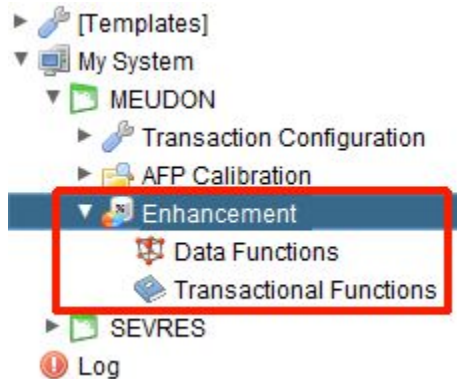 [Templates]
My System
MEUDON
Transaction Configuration
AFP Calibration
Enhancement
Data Functions
Transactional Functions
SEVRES
Log